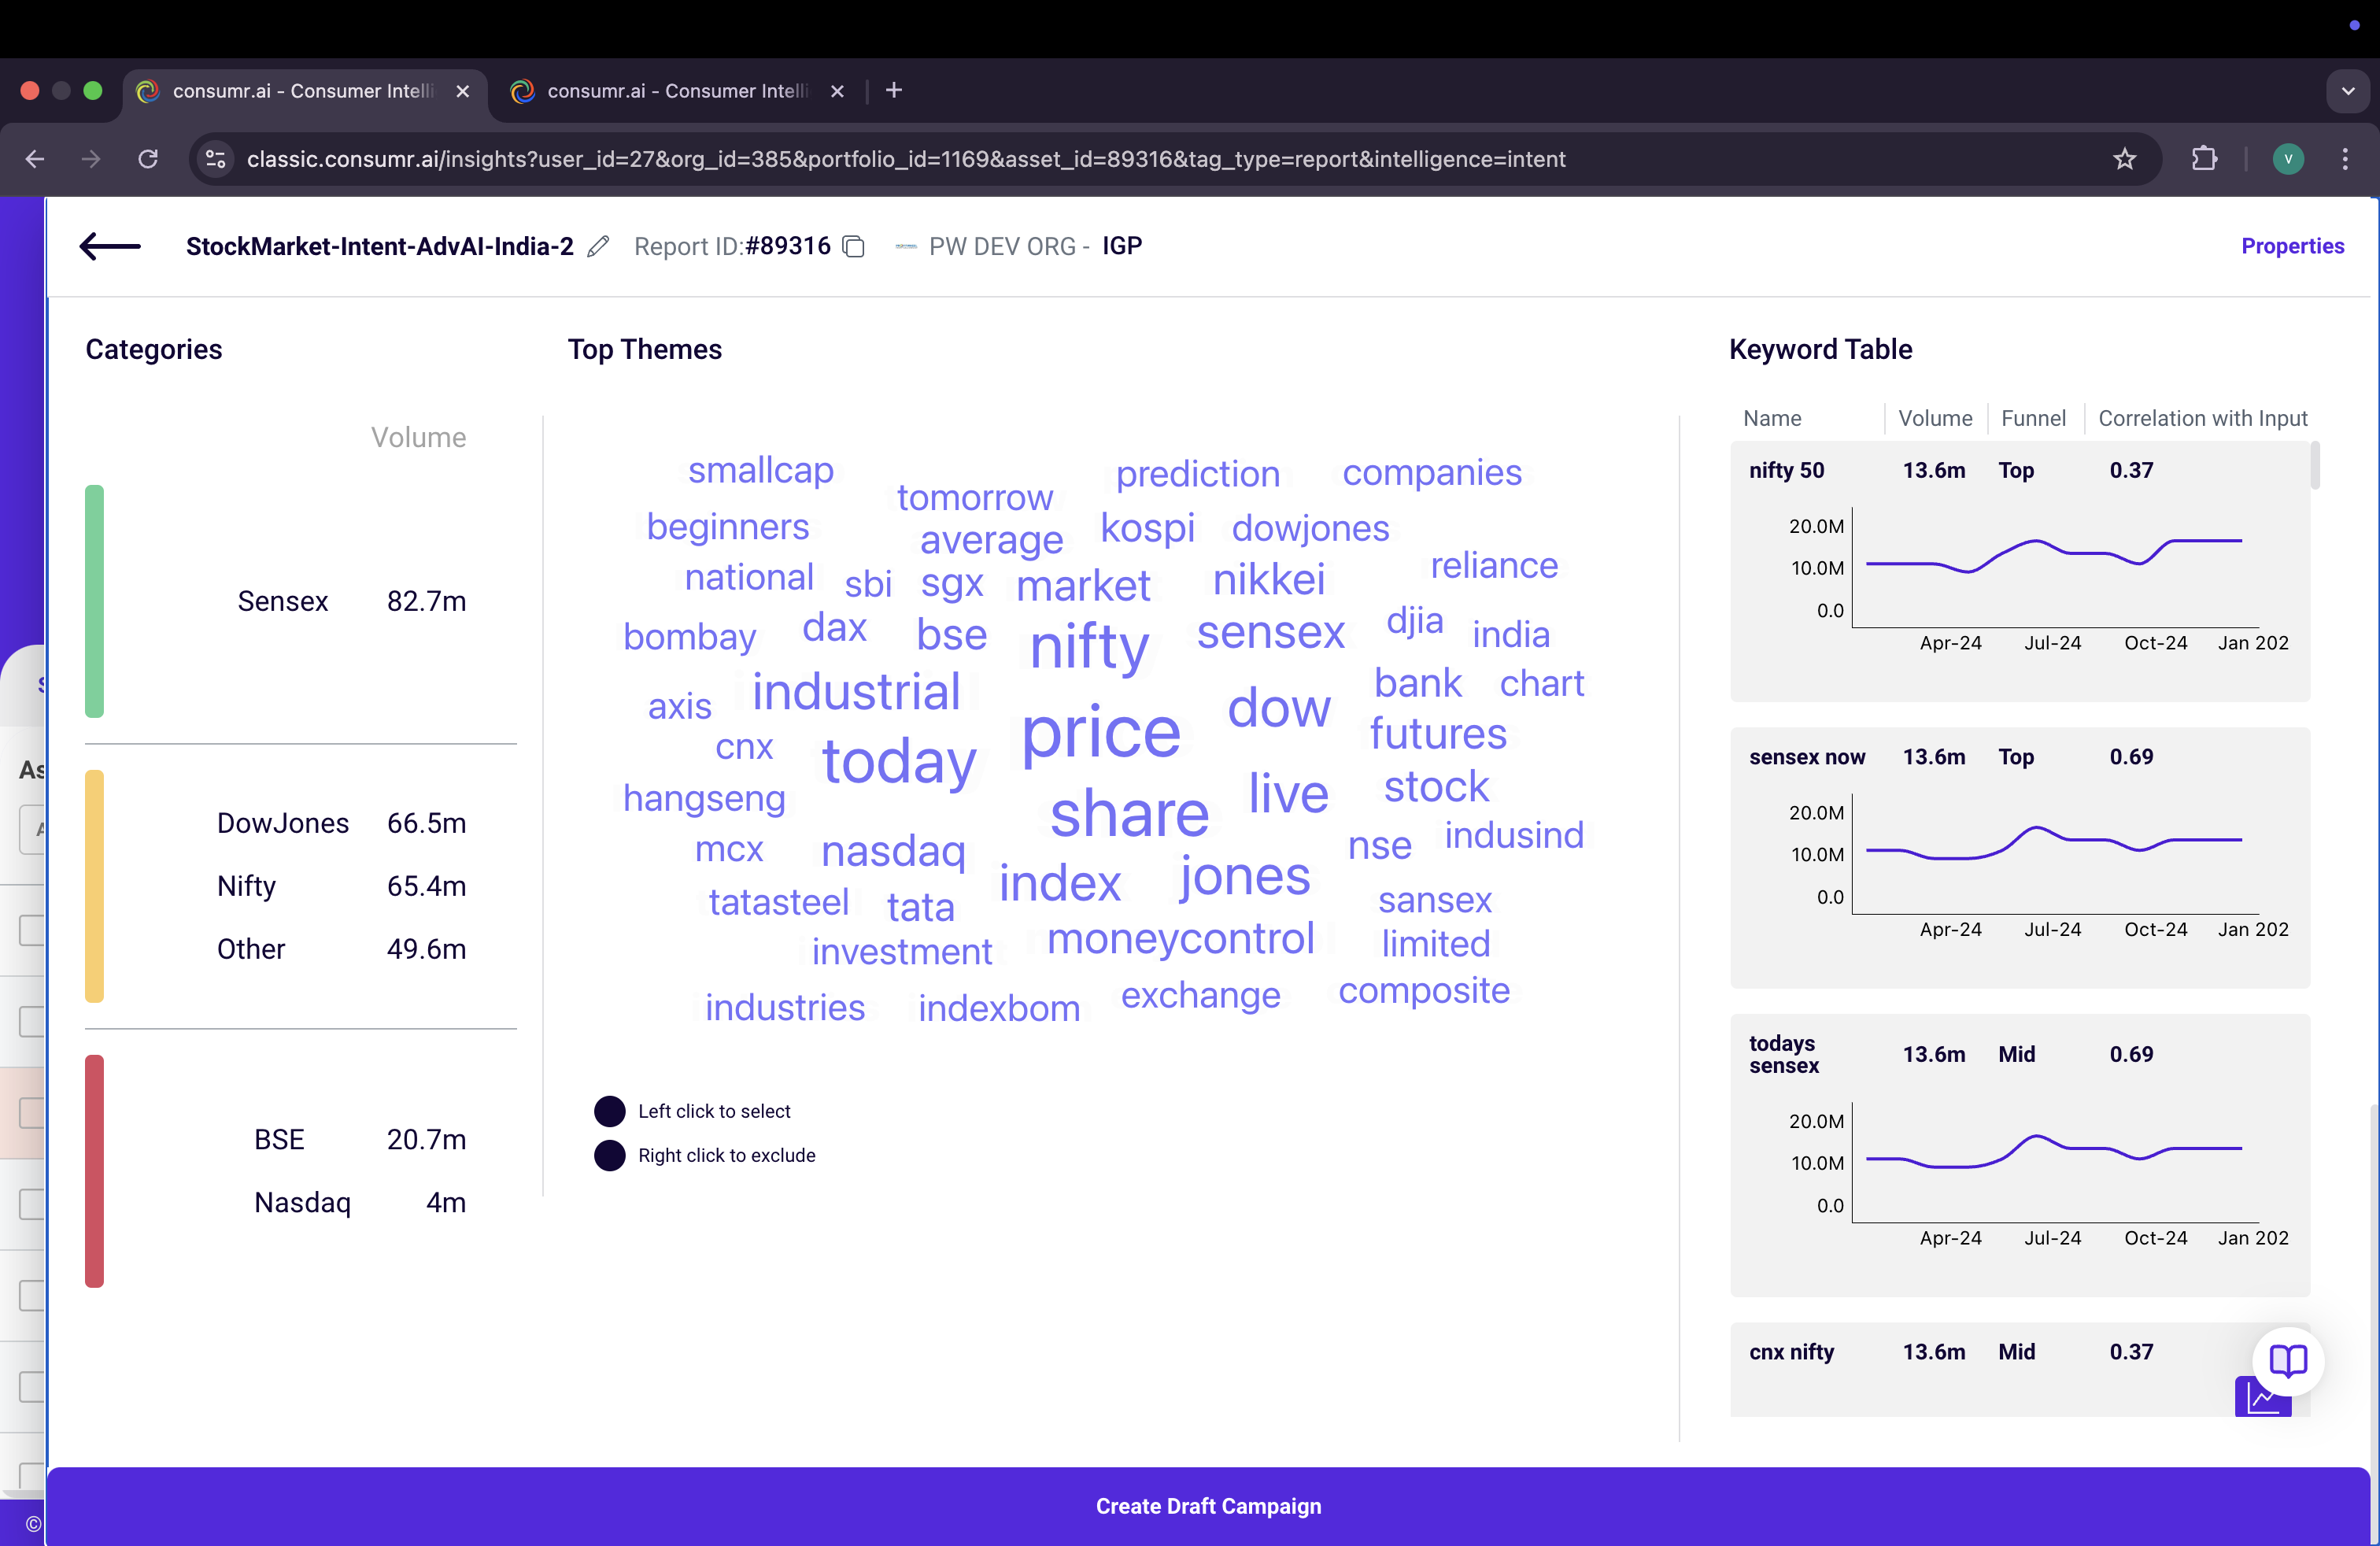 consumr.ai - Consumer Intelli
consumr.ai - Consumer Intelli
classic.consumr.ai/insights?user_id=27&org_id=385&portfolio_id=1169&asset_id=89316&tag_type=report&intelligence=intent
V
StockMarket-Intent-AdvAI-India-2 Report ID:#89316 PW DEV ORG - IGP
Properties
Categories
Volume
Sensex 82.7m
DowJones 66.5m
Nifty 65.4m
Other 49.6m
BSE 20.7m
Nasdaq 4m
Top Themes
smallcap prediction companies
tomorrow
beginners average kospi dowjones
national sbi sgx market nikkei reliance
bombay dax bse nifty sensex djia india
axis industrial dow bank chart
cnx today price futures
hangseng share live stock
mcx nasdaq nse indusind
tatasteel tata index jones sansex
investment moneycontrol limited
industries indexbom exchange composite
Left click to select
Right click to exclude
Keyword Table
Name Volume Funnel Correlation with Input
nifty 50 13.6m Top 0.37
20.0M
10.0M
0.0
Apr-24 Jul-24 Oct-24 Jan 202
sensex now 13.6m Top 0.69
20.0M
10.0M
0.0
Apr-24 Jul-24 Oct-24 Jan 202
todays
sensex 13.6m Mid 0.69
20.0M
10.0M
0.0
Apr-24 Jul-24 Oct-24 Jan 202
cnx nifty 13.6m Mid 0.37
As
©
Create Draft Campaign